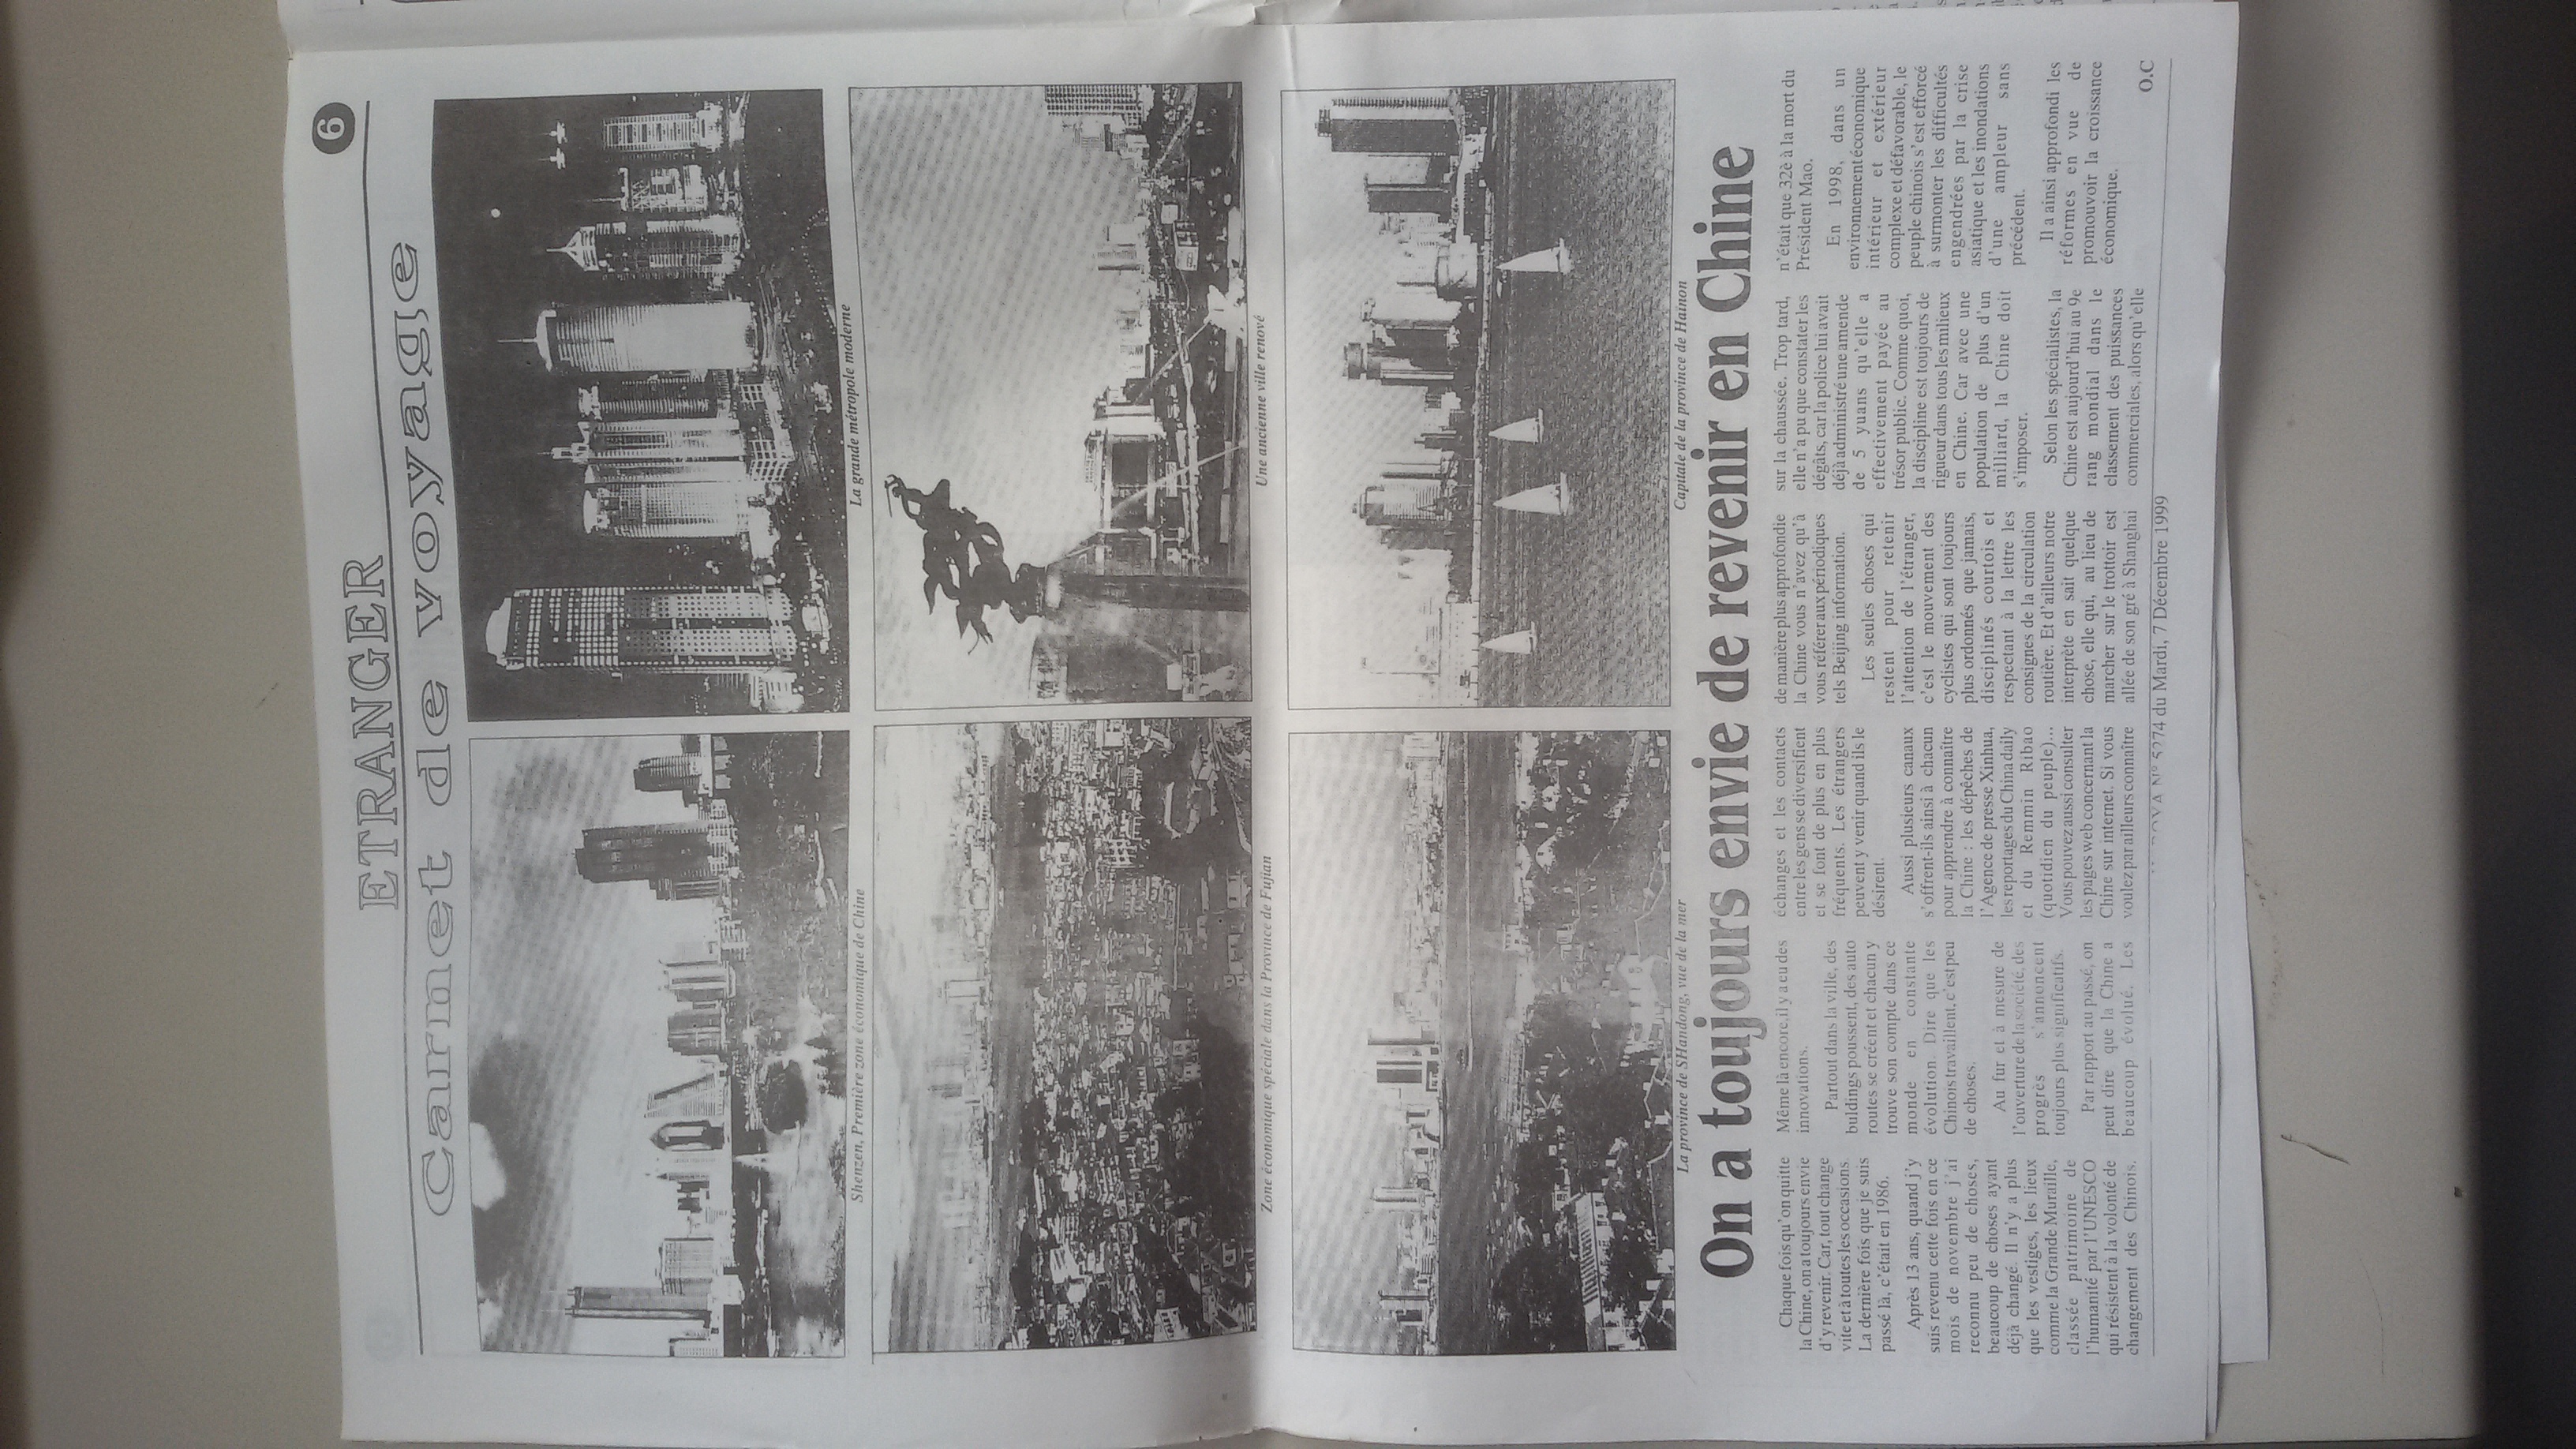 6
ETRANGER
Carnet de voyage
Shenzen, Première zone économique de Chine
La grande métropole moderne
Zone économique spéciale dans la Province de Fujian
Une ancienne ville renové
La province de SHandong, vue de la mer
Capitale de la province de Hainon
On a toujours envie de revenir en Chine
Chaque fois qu'on quitte
la Chine, on a toujours envie
d'y revenir. Car, tout change
vite et à toutes les occasions.
La dernière fois que je suis
passé là, c'était en 1986.
Après 13 ans, quand j'y
suis revenu cette fois en ce
mois de novembre j'ai
reconnu peu de choses,
beaucoup de choses ayant
déjà changé. Il n'y a plus
que les vestiges, les lieux
comme la Grande Muraille,
classée patrimoine de
l'humanité par l'UNESCO
qui résistent à la volonté de
changement des Chinois.
Même là encore, il y a eu des
innovations.
Partout dans la ville, des
buldings poussent, des auto
routes se créent et chacun y
trouve son compte dans ce
monde en constante
évolution. Dire que les
Chinois travaillent, c'est peu
de choses.
Au fur et à mesure de
l'ouverture de la société, des
progrès s'annoncent
toujours plus significatifs.
Par rapport au passé, on
peut dire que la Chine a
beaucoup évolué. Les
échanges et les contacts
entre les gens se diversifient
et se font de plus en plus
fréquents. Les étrangers
peuvent y venir quand ils le
désirent.
Aussi plusieurs canaux
s'offrent-ils ainsi à chacun
pour apprendre à connaître
la Chine : les dépêches de
l'Agence de presse Xinhua,
les reportages du China daily
et du Remmin Ribao
(quotidien du peuple)...
Vous pouvez aussi consulter
les pages web concernant la
Chine sur internet. Si vous
voulez par ailleurs connaître
de manière plus approfondie
la Chine vous n'avez qu'à
vous référer aux périodiques
tels Beijing information.
Les seules choses qui
restent pour retenir
l'attention de l'étranger,
c'est le mouvement des
cyclistes qui sont toujours
plus ordonnés que jamais,
disciplinés courtois et
respectant à la lettre les
consignes de la circulation
routière. Et d'ailleurs notre
interprète en sait quelque
chose, elle qui, au lieu de
marcher sur le trottoir est
allée de son gré à Shanghai
sur la chaussée. Trop tard,
elle n'a pu que constater les
dégâts, car la police lui avait
déjà administré une amende
de 5 yuans qu'elle a
effectivement payée au
trésor public. Comme quoi,
la discipline est toujours de
rigueur dans tous les milieux
en Chine. Car avec une
population de plus d'un
milliard, la Chine doit
s'imposer.
Selon les spécialistes, la
Chine est aujourd'hui au 9e
rang mondial dans le
classement des puissances
commerciales, alors qu'elle
n'était que 32è à la mort du
Président Mao.
En 1998, dans un
environnement économique
intérieur et extérieur
complexe et défavorable, le
peuple chinois s'est efforcé
à surmonter les difficultés
engendrées par la crise
asiatique et les inondations
d'une ampleur sans
précédent.
Il a ainsi approfondi les
réformes en vue de
promouvoir la croissance
économique.
O.C
N° 5274 du Mardi, 7 Décembre 1999